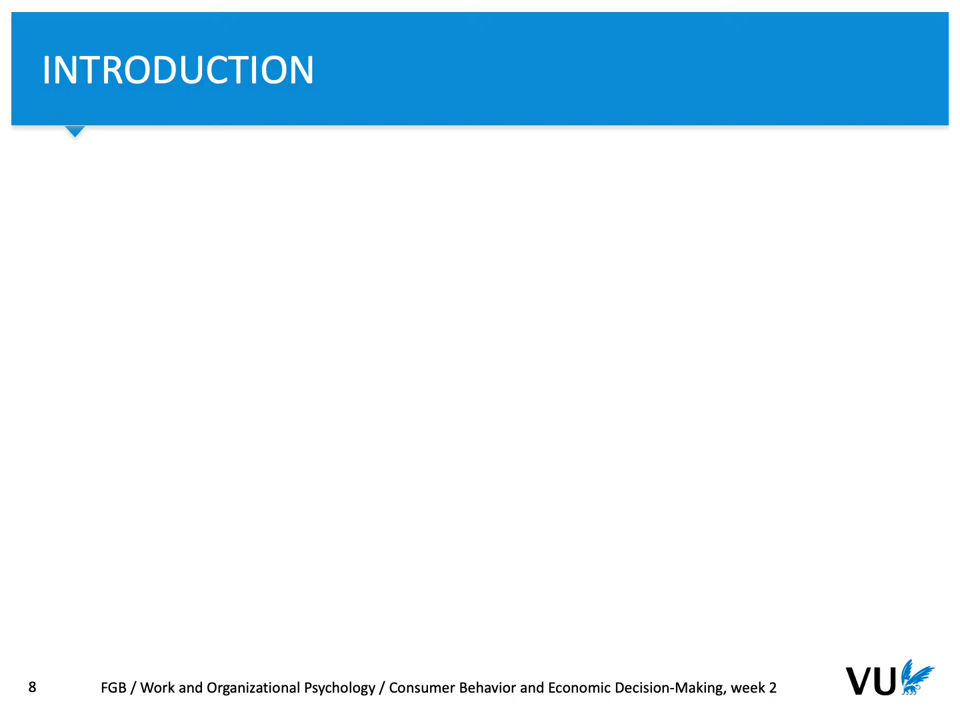 INTRODUCTION
8 FGB / Work and Organizational Psychology / Consumer Behavior and Economic Decision-Making, week 2
VU